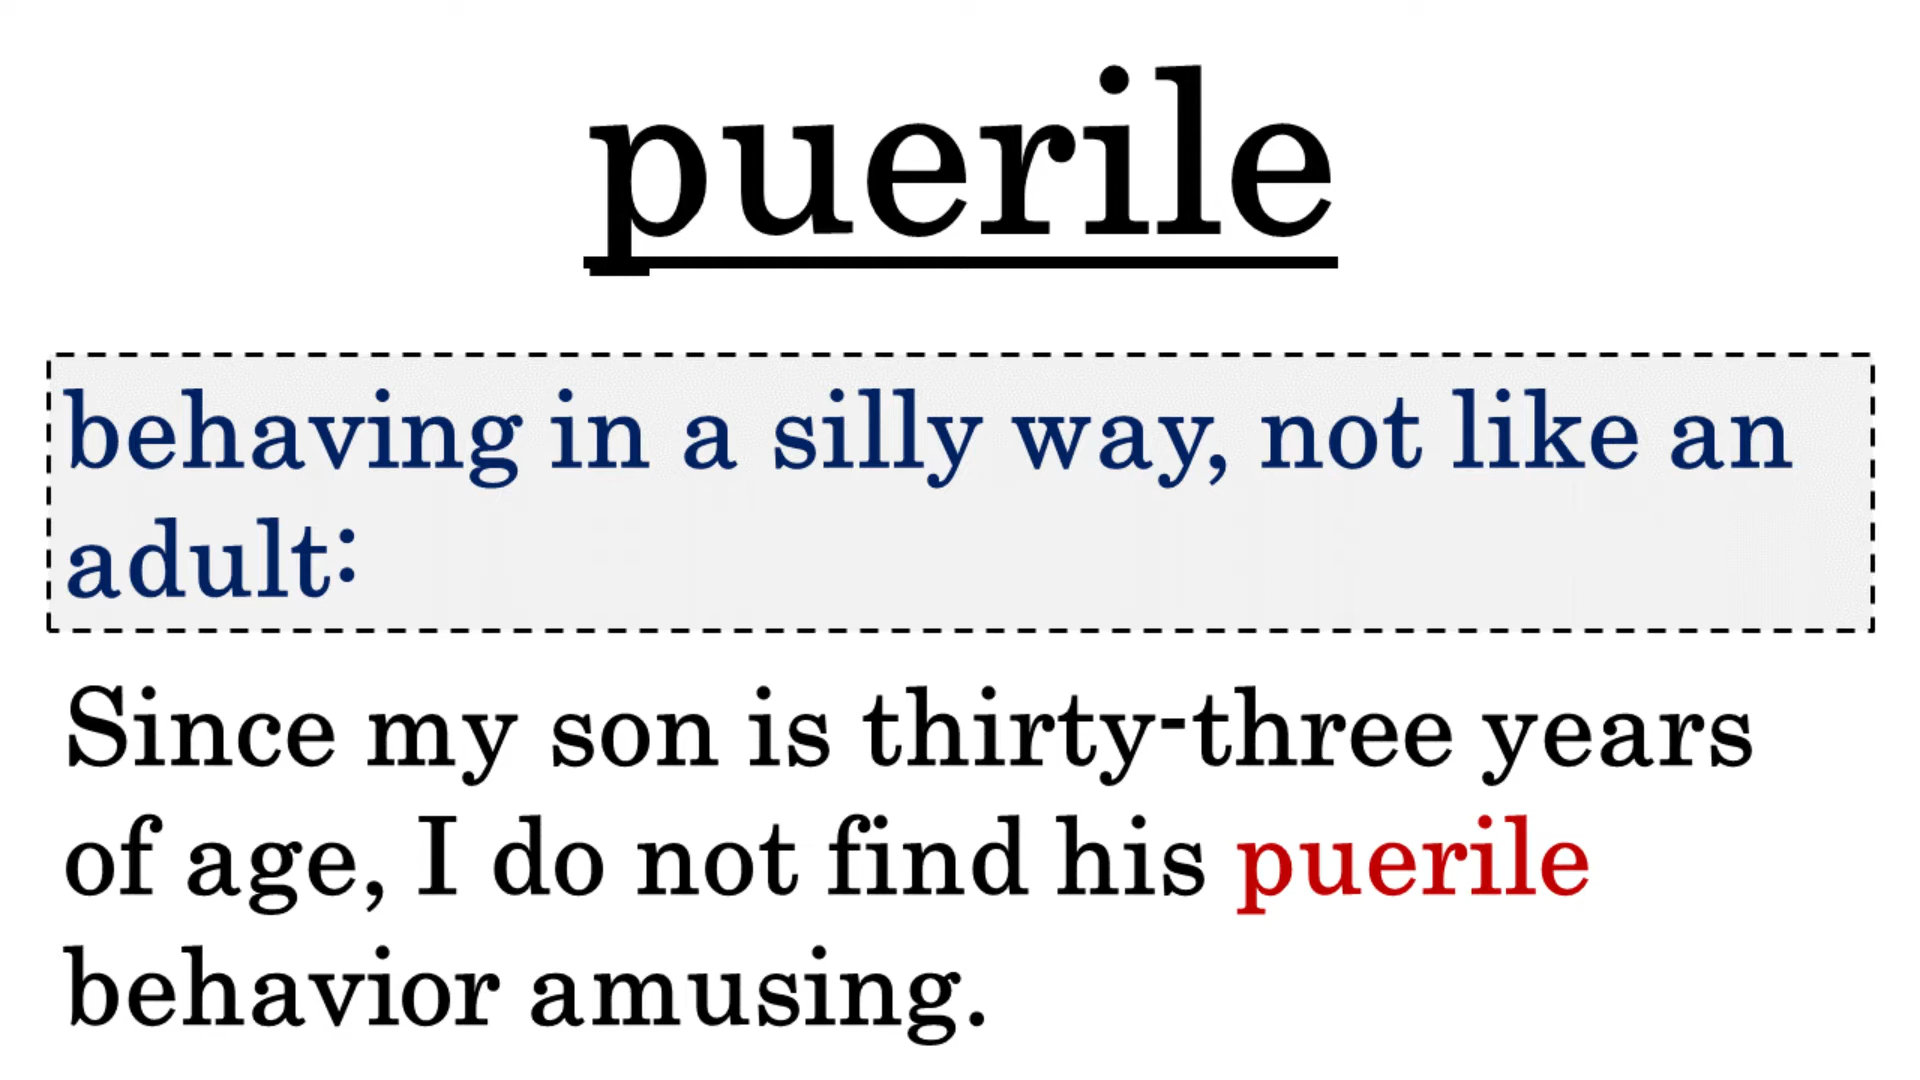 puerile
behaving in a silly way, not like an
adult:
Since my son is thirty-three years
of age, I do not find his puerile
behavior amusing.